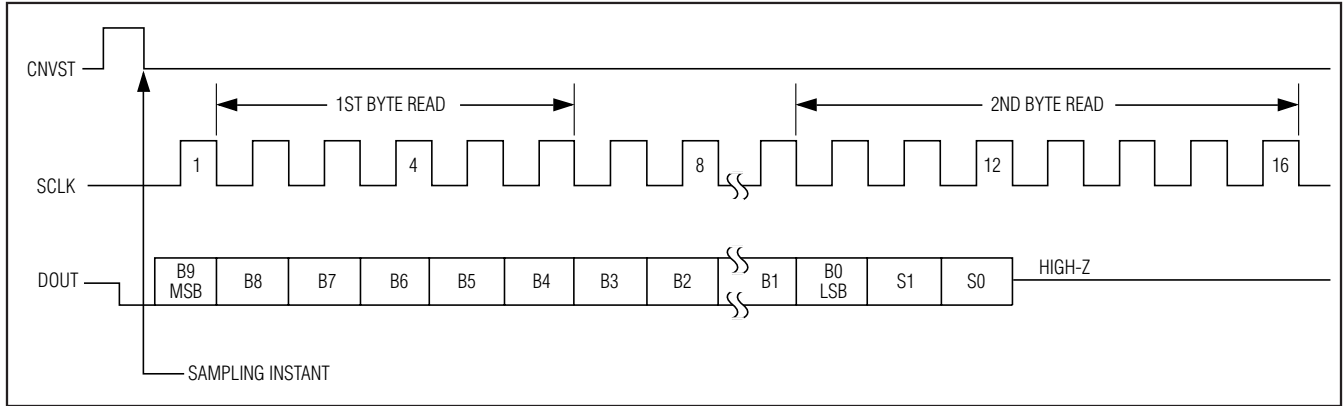 CNVST
1ST BYTE READ
2ND BYTE READ
SCLK
1
4
8
12
16
DOUT
B9
MSB
B8
B7
B6
B5
B4
B3
B2
B1
B0
LSB
S1
S0
HIGH-Z
SAMPLING INSTANT